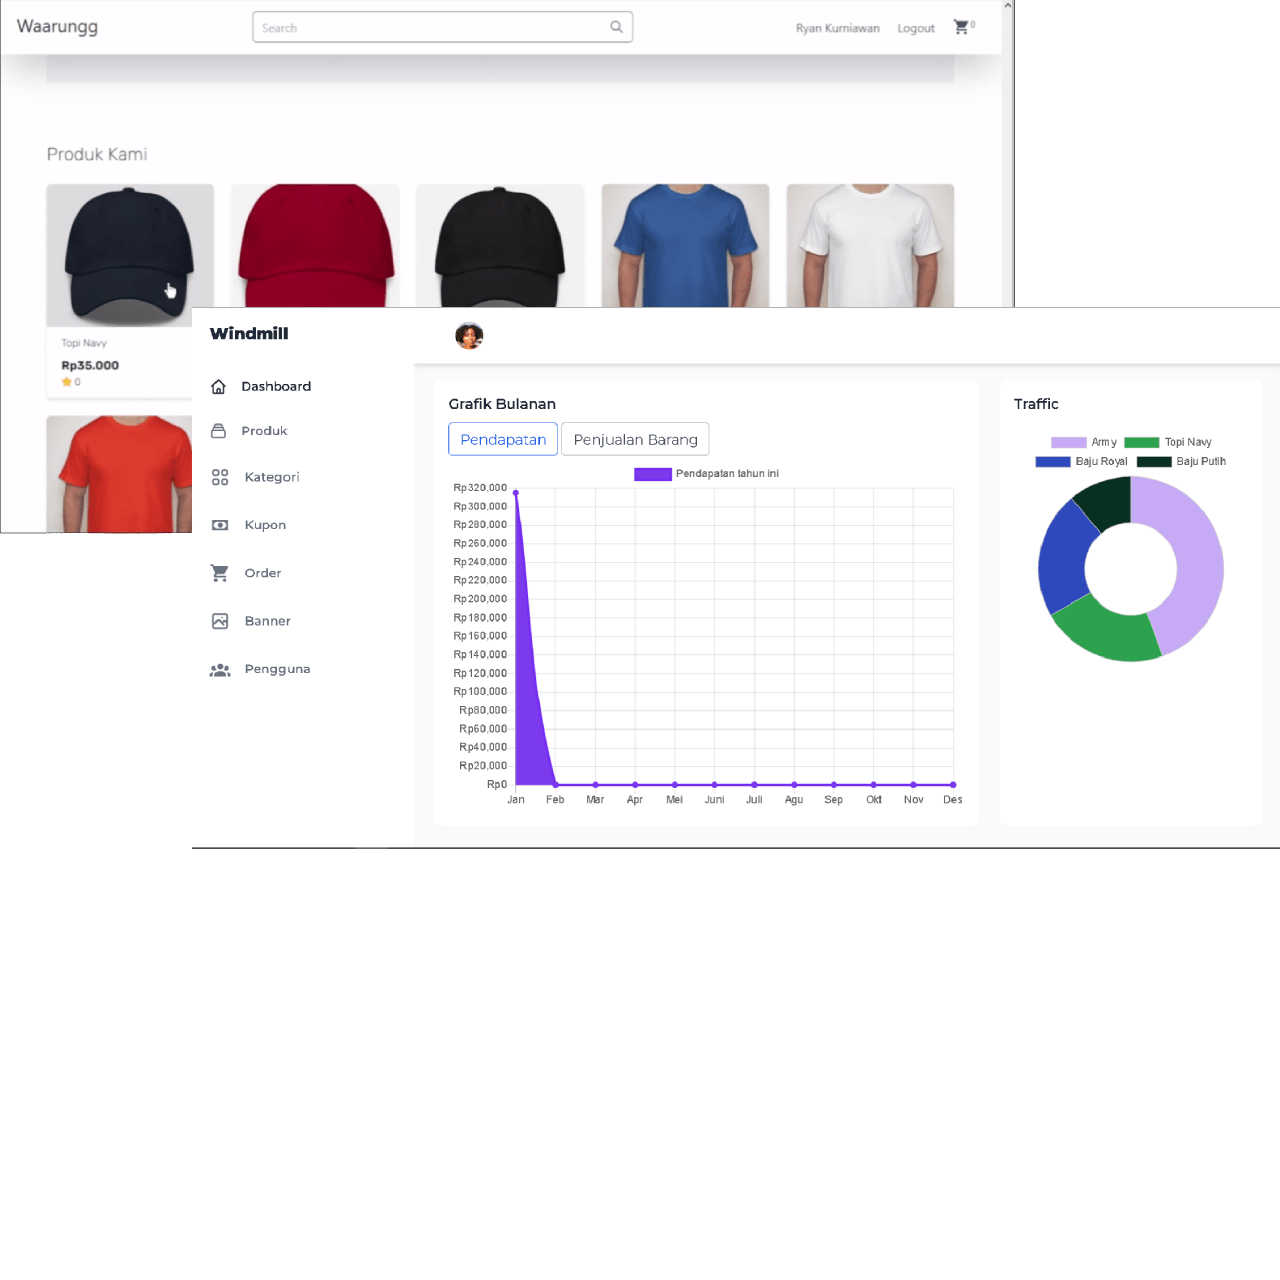 Waarungg
Search
Ryan Kurniawan
Logout
0
Produk Kami
Topi Navy
Rp35.000
0
Windmill
Dashboard
Produk
Kategori
Kupon
Order
Banner
Pengguna
Grafik Bulanan
Pendapatan
Penjualan Barang
Pendapatan tahun ini
Rp320,000
Rp300,000
Rp280,000
Rp260,000
Rp240,000
Rp220,000
Rp200,000
Rp180,000
Rp160,000
Rp140,000
Rp120,000
Rp100,000
Rp80,000
Rp60,000
Rp40,000
Rp20,000
Rp0
Jan Feb Mar Apr Mei Juni Juli Agu Sep Okt Nov Des
Traffic
Army Topi Navy
Baju Royal Baju Putih